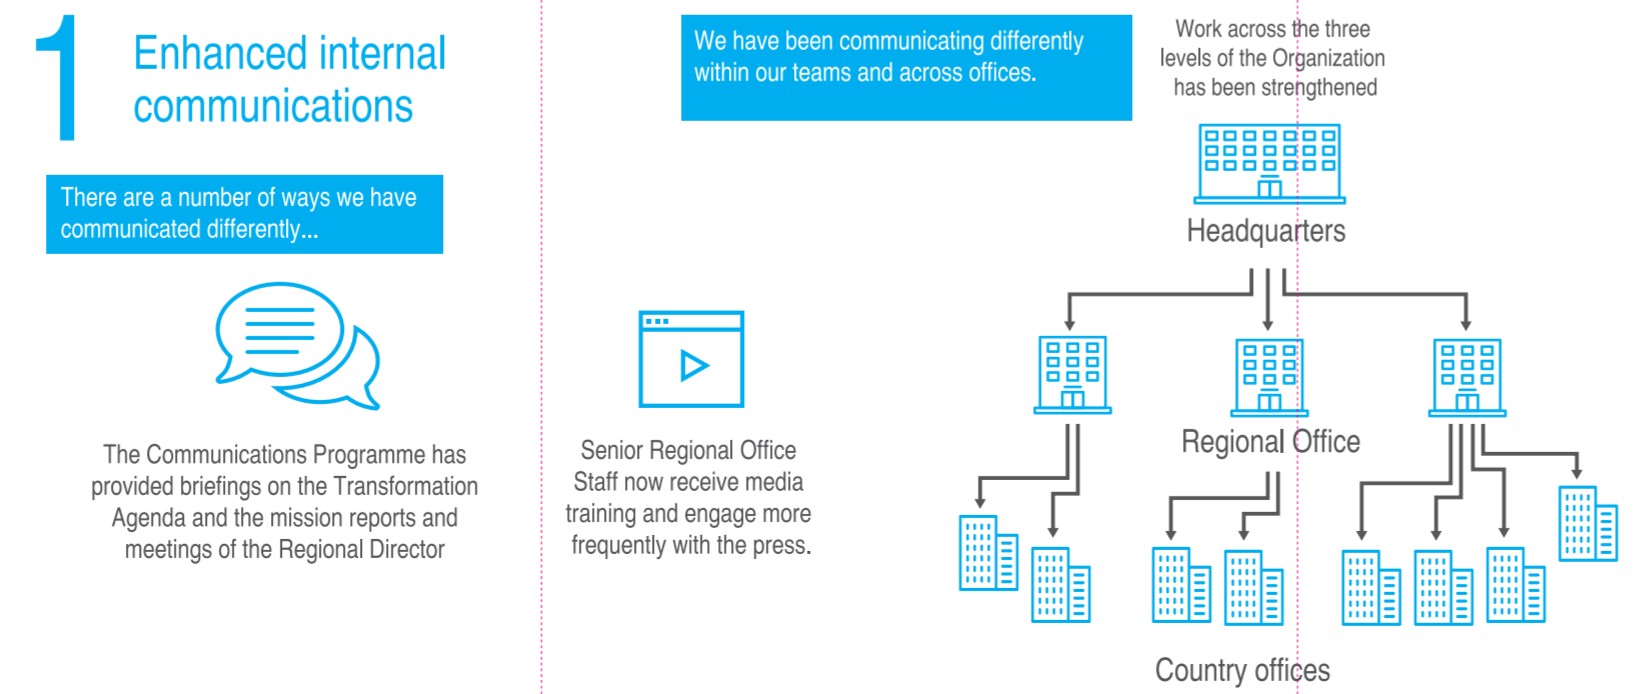 1
Enhanced internal
communications
There are a number of ways we have
communicated differently...
The Communications Programme has
provided briefings on the Transformation
Agenda and the mission reports and
meetings of the Regional Director
We have been communicating differently
within our teams and across offices.
Senior Regional Office
Staff now receive media
training and engage more
frequently with the press.
Work across the three
levels of the Organization
has been strengthened
Headquarters
Regional Office
Country offices